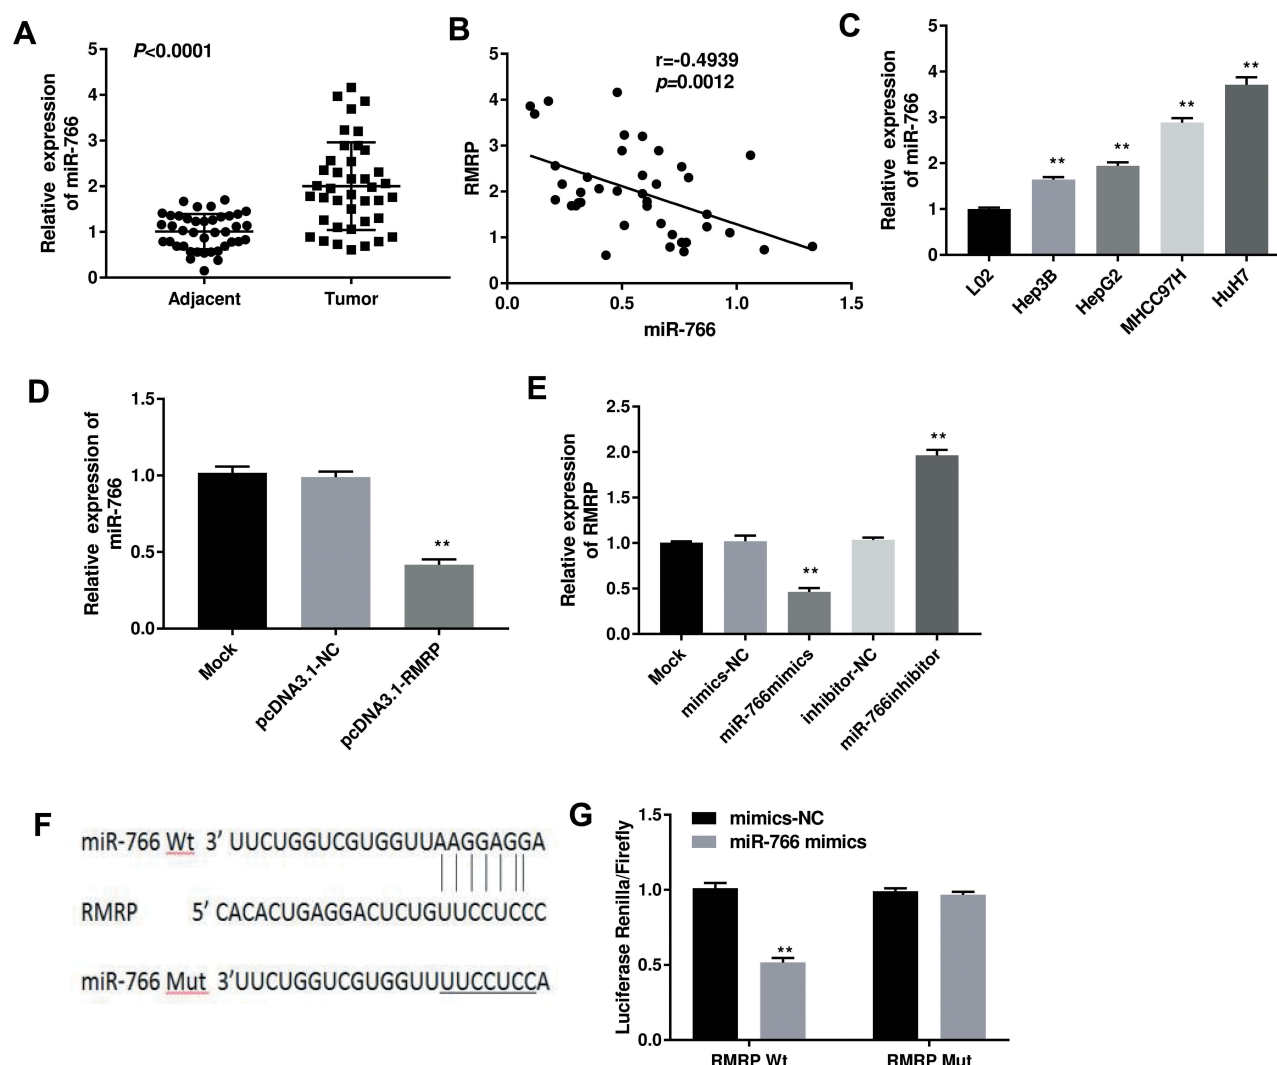 A
Relative expression of miR-766
P<0.0001
5
4
3
2
1
0
Adjacent Tumor
B
RMRP
r=-0.4939
p=0.0012
5
4
3
2
1
0
0.0 0.5 1.0 1.5
miR-766
C
Relative expression of miR-766
5
4
3
2
1
0
** ** ** **
L02 Hep3B HepG2 MHCC97H HuH7
D
Relative expression of miR-766
1.5
1.0
0.5
0.0
**
Mock pcDNA3.1-NC pcDNA3.1-RMRP
E
Relative expression of RMRP
2.5
2.0
1.5
1.0
0.5
0.0
** **
Mock mimics-NC miR-766mimics inhibitor-NC miR-766inhibitor
F
miR-766 Wt 3′ UUCUGGUCGUGGUUAAGGAGGA
RMRP 5′ CACACUGAGGACUCUGUUCCUCCC
miR-766 Mut 3′UUCUGGUCGUGGUUUUCCUCCA
G
Luciferase Renilla/Firefly
1.5
1.0
0.5
0.0
mimics-NC
miR-766 mimics
**
RMRP Wt RMRP Mut